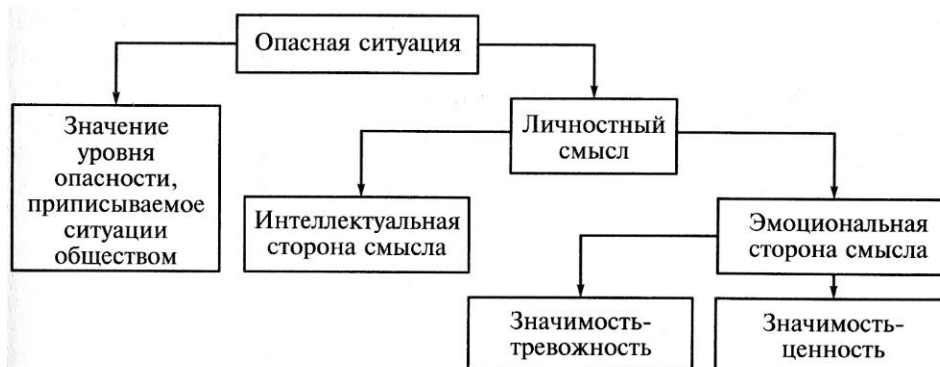 Опасная ситуация
Значение
уровня
опасности,
приписываемое
ситуации
обществом
Личностный
смысл
Интеллектуальная
сторона смысла
Эмоциональная
сторона смысла
Значимость-
тревожность
Значимость-
ценность